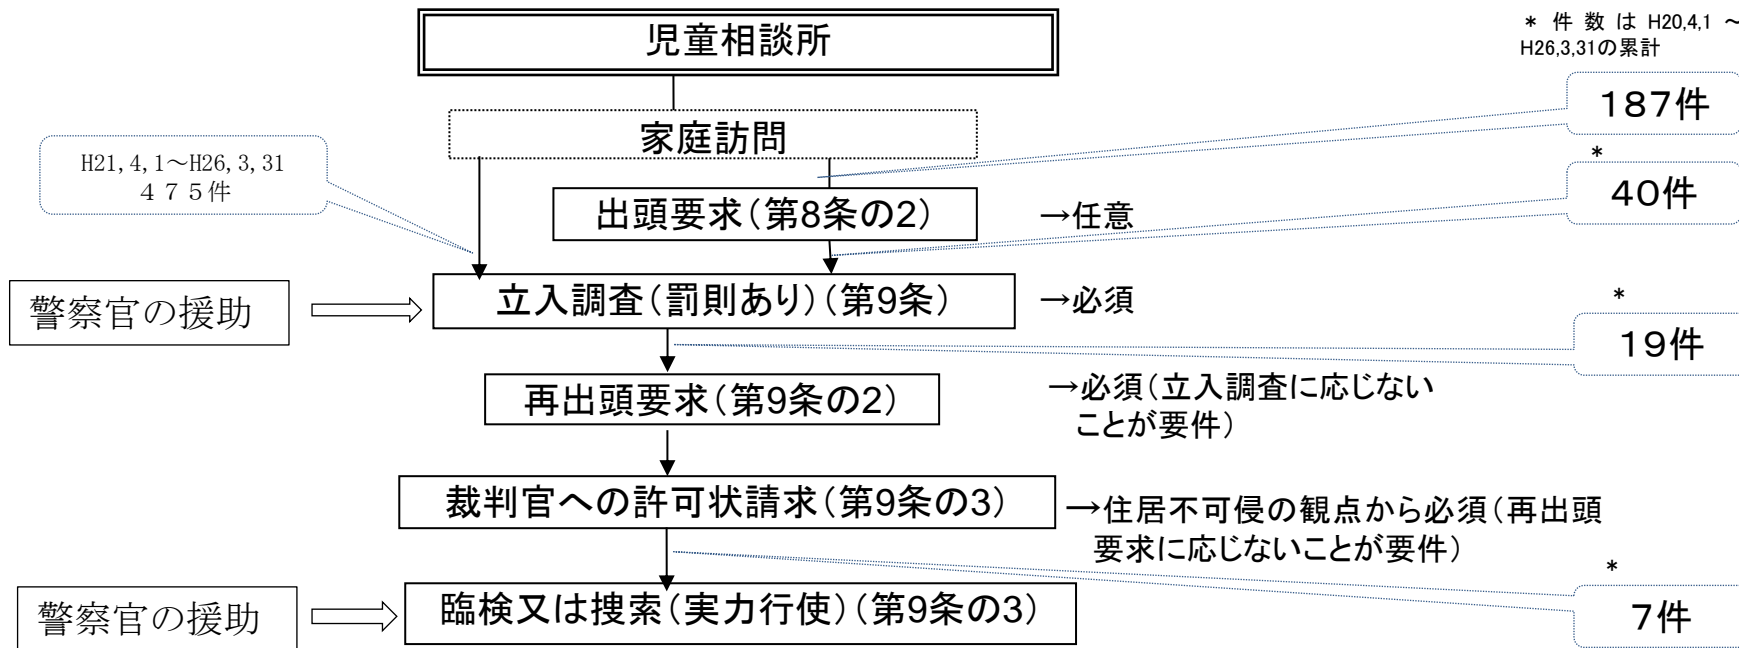 児童相談所
* 件 数 は H20,4,1 ~
H26,3,31の累計
187件
家庭訪問
H21,4,1~H26,3,31
475件
*
40件
出頭要求(第8条の2)
→任意
警察官の援助
立入調査(罰則あり)(第9条)
→必須
*
19件
再出頭要求(第9条の2)
→必須(立入調査に応じない
ことが要件)
裁判官への許可状請求(第9条の3)
→住居不可侵の観点から必須(再出頭
要求に応じないことが要件)
*
7件
警察官の援助
臨検又は捜索(実力行使)(第9条の3)